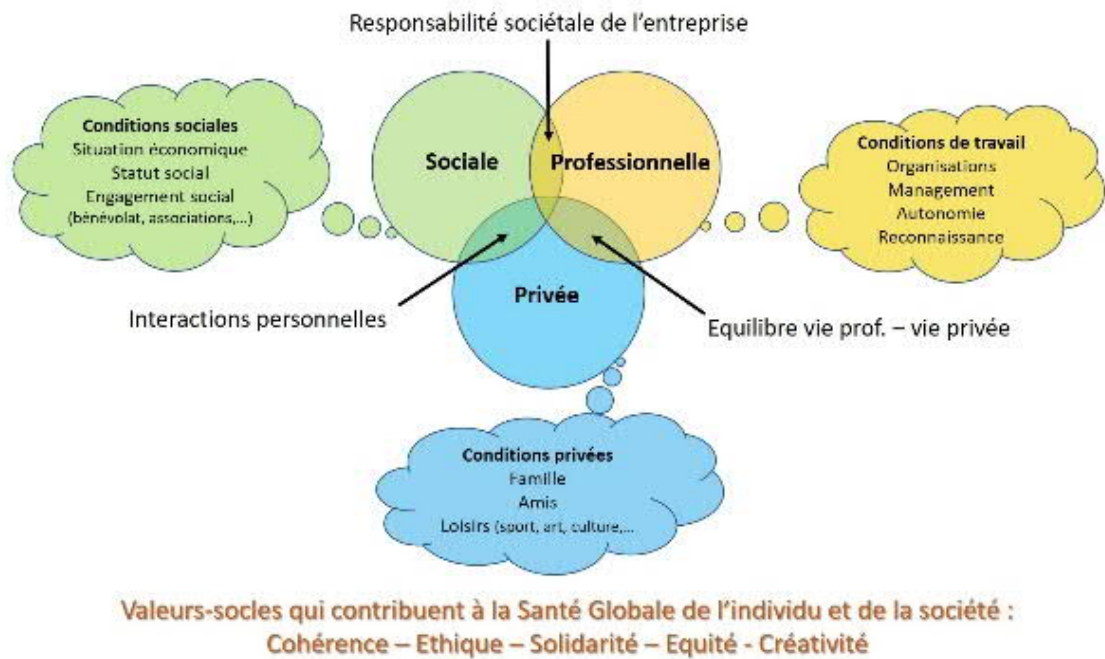 Responsabilité sociétale de l'entreprise
Conditions sociales
Situation économique
Statut social
Engagement social
(bénévolat, associations,...)
Sociale
Professionnelle
Conditions de travail
Organisations
Management
Autonomie
Reconnaissance
Privée
Interactions personnelles
Equilibre vie prof. – vie privée
Conditions privées
Famille
Amis
Loisirs (sport, art, culture,...
Valeurs-socles qui contribuent à la Santé Globale de l'individu et de la société :
Cohérence – Ethique – Solidarité – Equité - Créativité